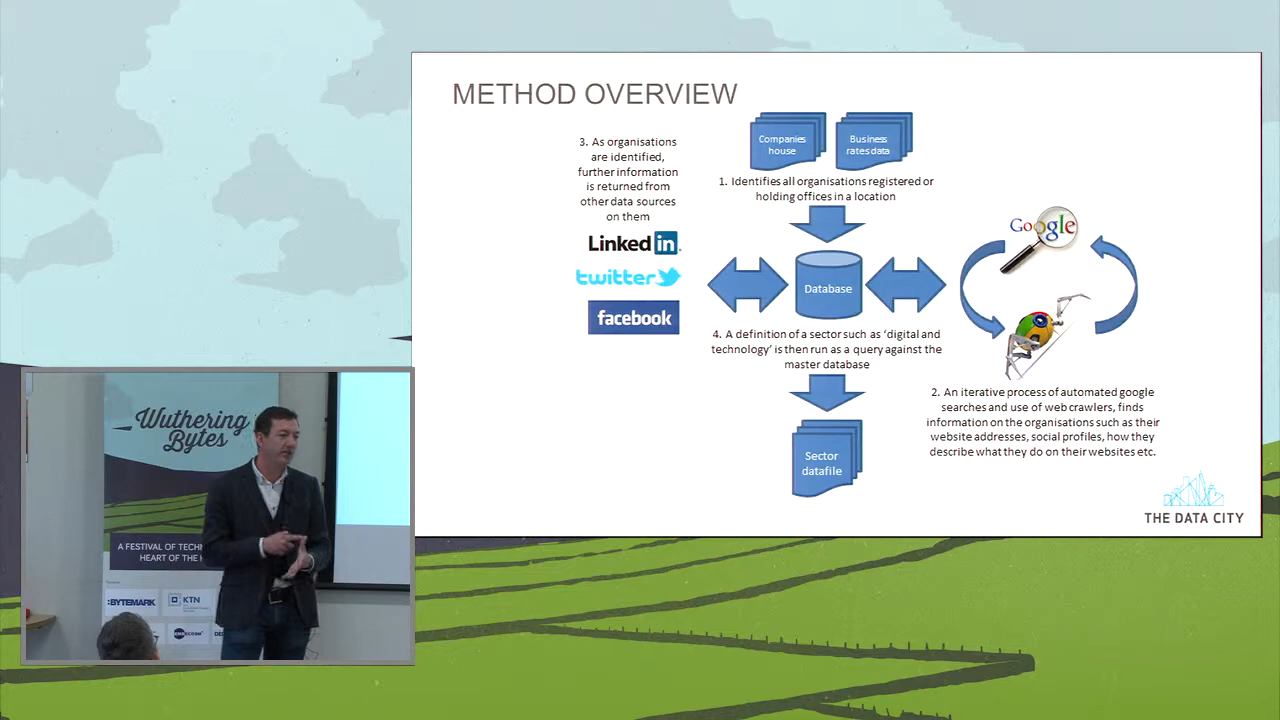 METHOD OVERVIEW
3. As organisations
are identified,
further information
is returned from
other data sources
on them
LinkedIn
twitter
facebook
Companies
house
Business
rates data
1. Identifies all organisations registered or
holding offices in a location
Database
4. A definition of a sector such as ‘digital and
technology’ is then run as a query against the
master database
Sector
datafile
Google
2. An iterative process of automated google
searches and use of web crawlers, finds
information on the organisations such as their
website addresses, social profiles, how they
describe what they do on their websites etc.
THE DATA CITY
Wuthering
Bytes
A FESTIVAL OF
HEART OF THE
:BYTEMARK
KTN